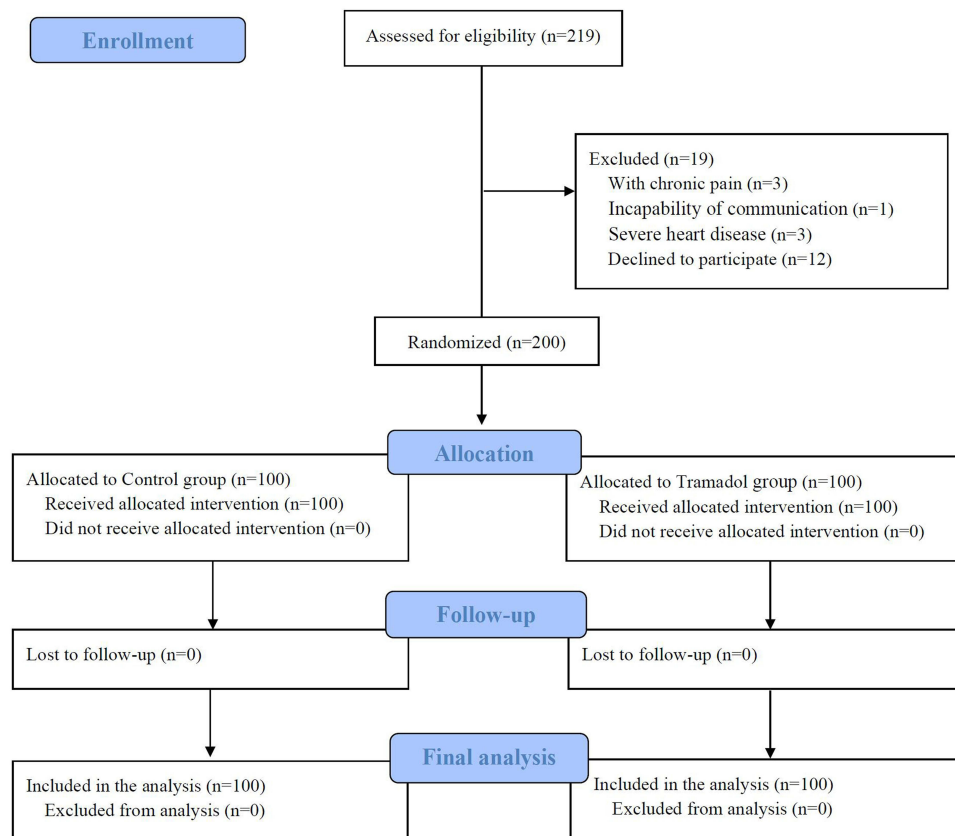 Enrollment
Assessed for eligibility (n=219)
Excluded (n=19)
With chronic pain (n=3)
Incapability of communication (n=1)
Severe heart disease (n=3)
Declined to participate (n=12)
Randomized (n=200)
Allocation
Allocated to Control group (n=100)
Received allocated intervention (n=100)
Did not receive allocated intervention (n=0)
Allocated to Tramadol group (n=100)
Received allocated intervention (n=100)
Did not receive allocated intervention (n=0)
Follow-up
Lost to follow-up (n=0)
Lost to follow-up (n=0)
Final analysis
Included in the analysis (n=100)
Excluded from analysis (n=0)
Included in the analysis (n=100)
Excluded from analysis (n=0)